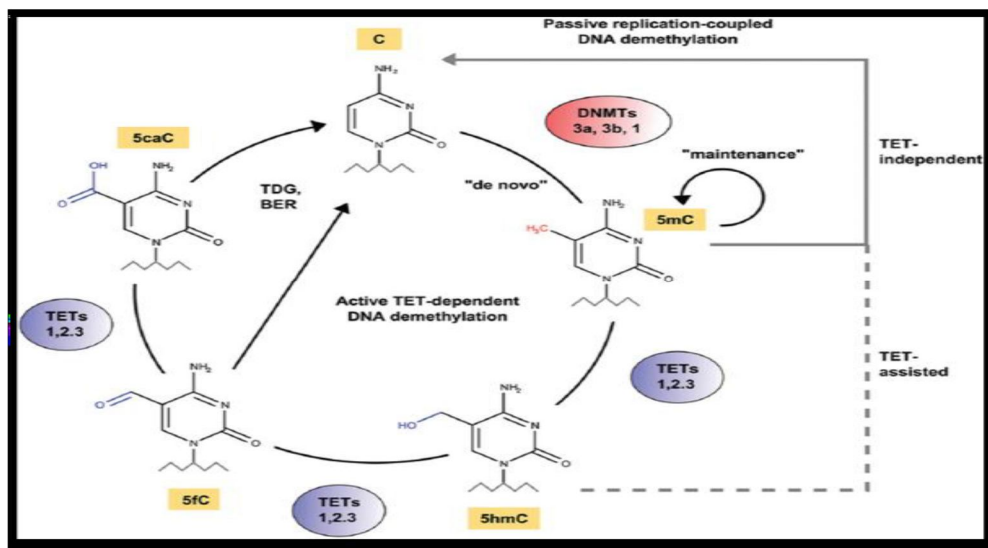 Passive replication-coupled
DNA demethylation
C
NH₂
N
N
O
DNMTs
3a, 3b, 1
TET-
independent
5caC
OH
O
NH₂
N
N
O
TDG,
BER
"de novo"
"maintenance"
5mC
H₃C
NH₂
N
N
O
Active TET-dependent
DNA demethylation
TETs
1,2.3
TETs
1,2.3
TET-
assisted
O
NH₂
N
N
O
5fC
HO
NH₂
N
N
O
5hmC
TETs
1,2.3